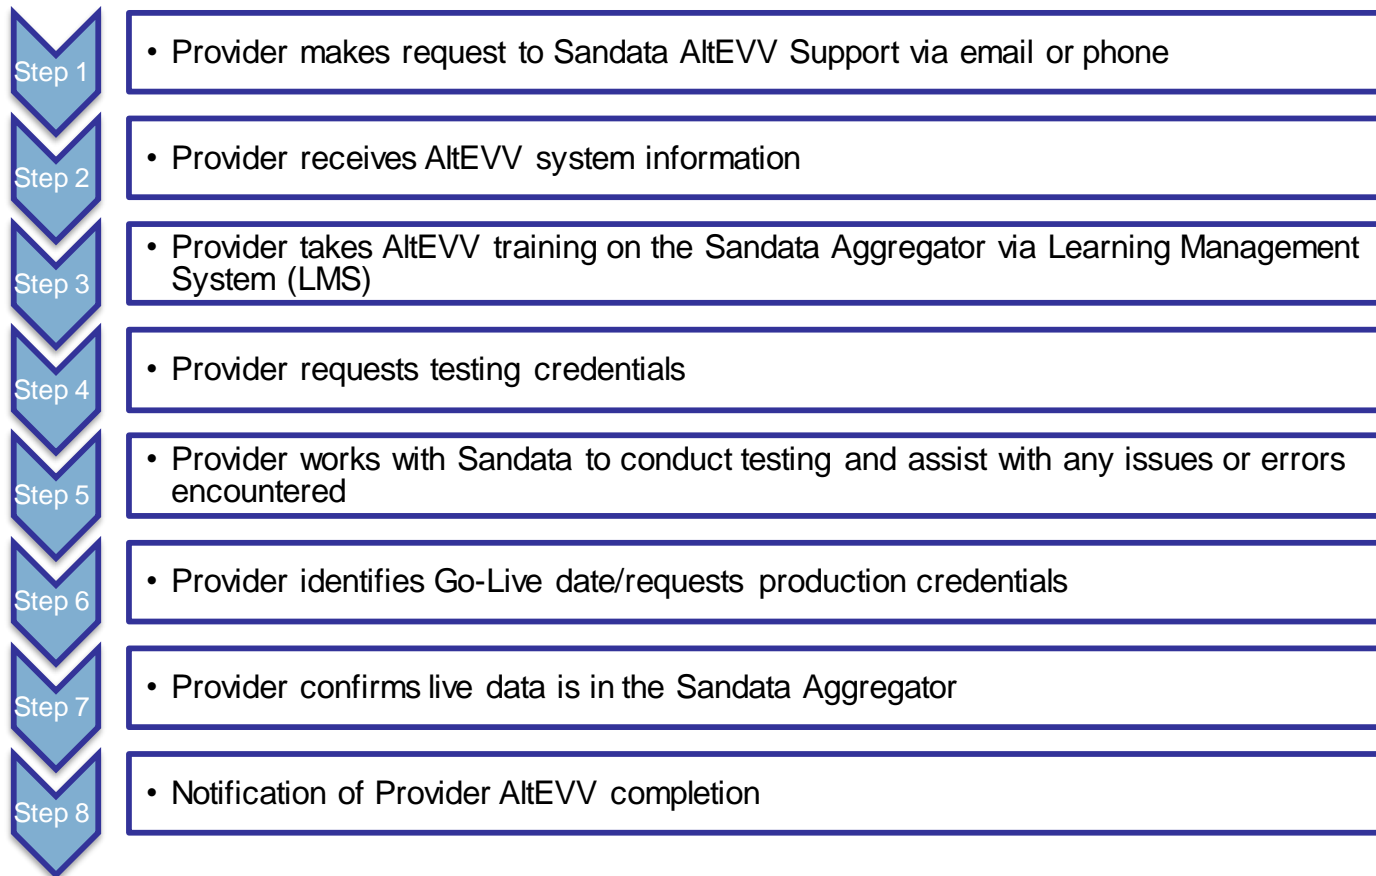 Step 1
• Provider makes request to Sandata AltEVV Support via email or phone
Step 2
• Provider receives AltEVV system information
Step 3
• Provider takes AltEVV training on the Sandata Aggregator via Learning Management
System (LMS)
Step 4
• Provider requests testing credentials
Step 5
• Provider works with Sandata to conduct testing and assist with any issues or errors
encountered
Step 6
• Provider identifies Go-Live date/requests production credentials
Step 7
• Provider confirms live data is in the Sandata Aggregator
Step 8
• Notification of Provider AltEVV completion